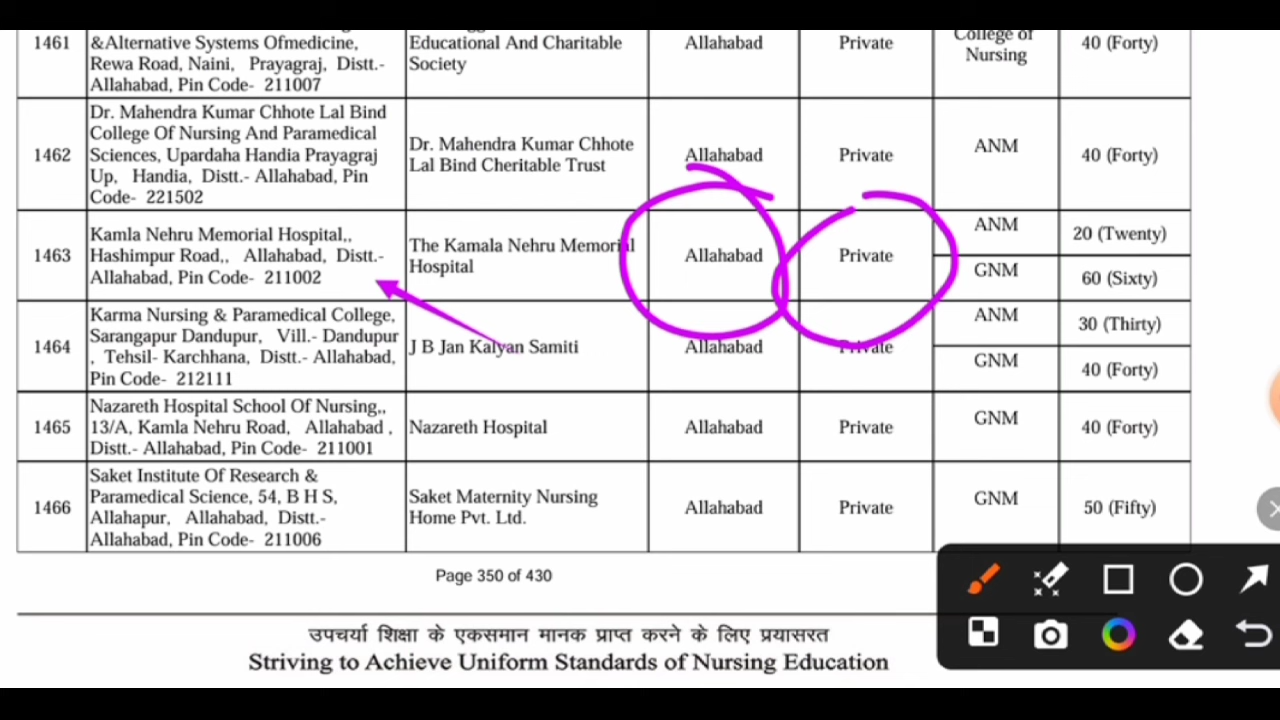 1461
&Alternative Systems Ofmedicine,
Rewa Road, Naini, Prayagraj, Distt.-
Allahabad, Pin Code- 211007
Educational And Charitable
Society
Allahabad
Private
College of
Nursing
40 (Forty)
1462
Dr. Mahendra Kumar Chhote Lal Bind
College Of Nursing And Paramedical
Sciences, Upardaha Handia Prayagraj
Up, Handia, Distt.- Allahabad, Pin
Code- 221502
Dr. Mahendra Kumar Chhote
Lal Bind Cheritable Trust
Allahabad
Private
ANM
40 (Forty)
1463
Kamla Nehru Memorial Hospital,,
Hashimpur Road,, Allahabad, Distt.-
Allahabad, Pin Code- 211002
The Kamala Nehru Memorial
Hospital
Allahabad
Private
ANM
20 (Twenty)
GNM
60 (Sixty)
1464
Karma Nursing & Paramedical College,
Sarangapur Dandupur, Vill.- Dandupur
, Tehsil- Karchhana, Distt.- Allahabad,
Pin Code- 212111
J B Jan Kalyan Samiti
Allahabad
Private
ANM
30 (Thirty)
GNM
40 (Forty)
1465
Nazareth Hospital School Of Nursing,,
13/A, Kamla Nehru Road, Allahabad ,
Distt.- Allahabad, Pin Code- 211001
Nazareth Hospital
Allahabad
Private
GNM
40 (Forty)
1466
Saket Institute Of Research &
Paramedical Science, 54, B H S,
Allahapur, Allahabad, Distt.-
Allahabad, Pin Code- 211006
Saket Maternity Nursing
Home Pvt. Ltd.
Allahabad
Private
GNM
50 (Fifty)
Page 350 of 430
उपचर्या शिक्षा के एकसमान मानक प्राप्त करने के लिए प्रयासरत
Striving to Achieve Uniform Standards of Nursing Education